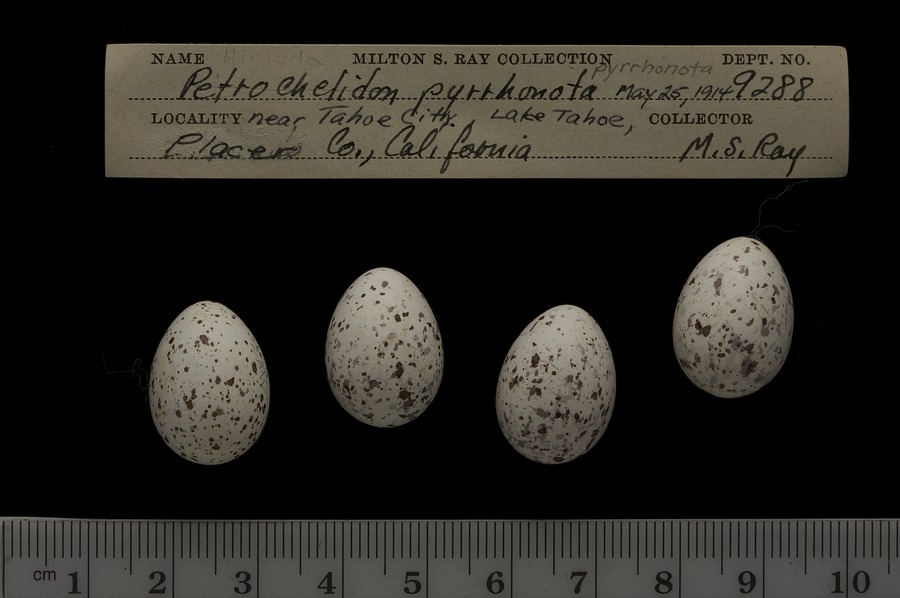 NAME MILTON S. RAY COLLECTION DEPT. NO.
pyrrhonota
Petrochelidon pyrrhonota May 25, 1914 9288
LOCALITY near Tahoe City, Lake Tahoe, COLLECTOR
Placer Co., California M.S. Ray
cm 1 2 3 4 5 6 7 8 9 10